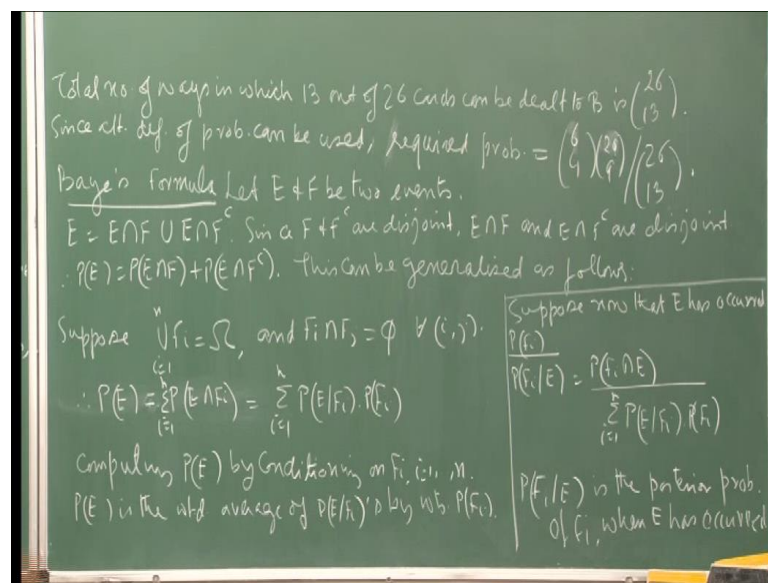 Total no. of ways in which 13 out of 26 cards can be dealt to B is (26 13).
Since alt. def. of prob. can be used, required prob. = (6 4)(20 9)/(26 13).
Baye's Formula Let E & F be two events.
E = E∩F ∪ E∩F^c. Since F & F^c are disjoint, E∩F and E∩F^c are disjoint
∴ P(E) = P(E∩F) + P(E∩F^c). This can be generalised as follows:
Suppose ⋃_{i=1}^n Fi = Ω, and Fi∩Fj = φ ∀ (i,j).
∴ P(E) = Σ_{i=1}^n P(E∩Fi) = Σ_{i=1}^n P(E/Fi).P(Fi)
Computing P(E) by Conditioning on Fi, i=1, , n.
P(E) is the wtd average of P(E/Fi)'s by wts. P(Fi).
Suppose now that E has occurred
P(Fi)
P(Fi/E) = P(Fi∩E) / Σ_{i=1}^n P(E/Fi) P(Fi)
P(Fi/E) is the posterior prob.
of Fi, when E has occurred